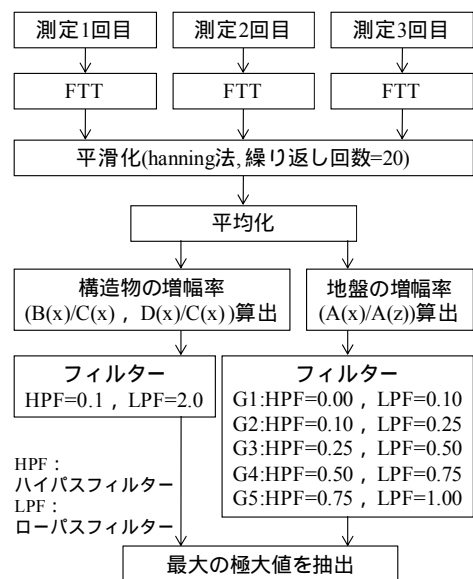 測定1回目
測定2回目
測定3回目
FTT
FTT
FTT
平滑化(hanning法, 繰り返し回数=20)
平均化
構造物の増幅率
(B(x)/C(x) , D(x)/C(x))算出
地盤の増幅率
(A(x)/A(z))算出
フィルター
HPF=0.1 , LPF=2.0
フィルター
G1:HPF=0.00 , LPF=0.10
G2:HPF=0.10 , LPF=0.25
G3:HPF=0.25 , LPF=0.50
G4:HPF=0.50 , LPF=0.75
G5:HPF=0.75 , LPF=1.00
HPF :
ハイパスフィルター
LPF :
ローパスフィルター
最大の極大値を抽出